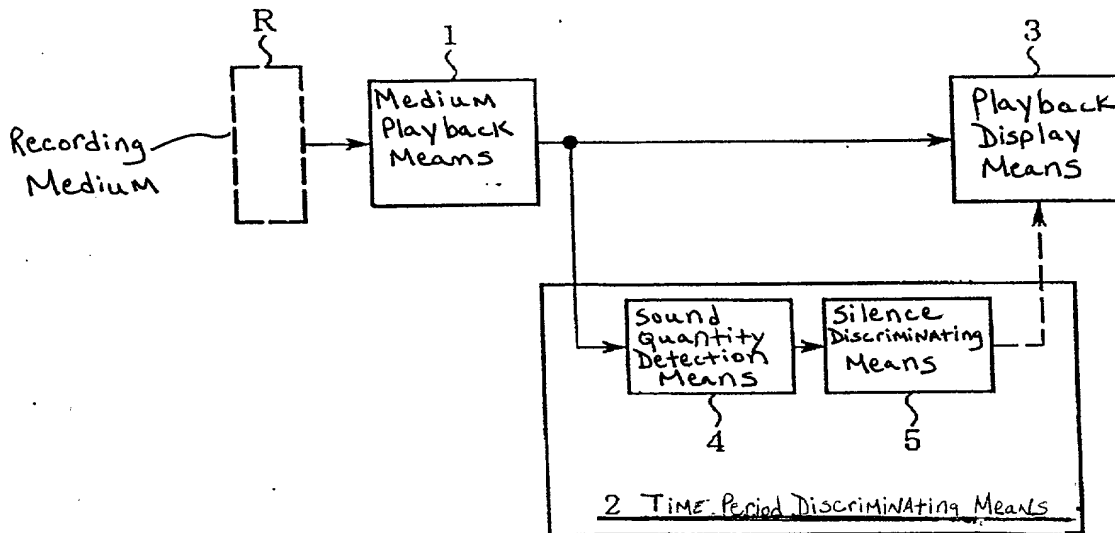 R
1
3
Recording
Medium
Medium
Playback
Means
Playback
Display
Means
Sound
Quantity
Detection
Means
Silence
Discriminating
Means
4
5
2 Time Period Discriminating Means